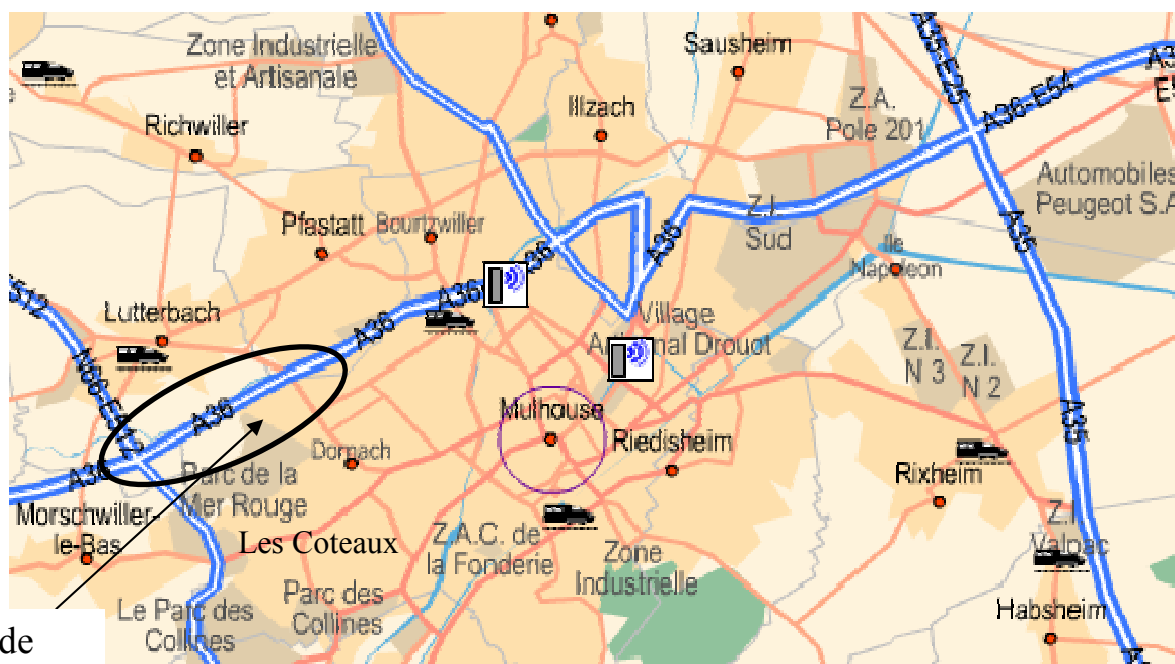 Zone Industrielle
et Artisanale
Sausheim
A35-E25
A36-E54
Z.A.
Pole 201
Illzach
Richwiller
Automobiles
Peugeot S.A
Pfastatt
Bourtzwiller
A36
A36
Z.I.
Sud
A35
Ile
Napoleon
A36
Lutterbach
Village
Drouot
Z.I.
N 3
Z.I.
N 2
A36
N66-E512
A36
Mulhouse
Riedisheim
A35
Dornach
Parc de la
Mer Rouge
Rixheim
Morschwiller-
le-Bas
Les Coteaux
Z.A.C. de
la Fonderie
Zone
Industrielle
Z.I.
Valpac
Parc des
Collines
Le Parc des
Collines
Habsheim
de